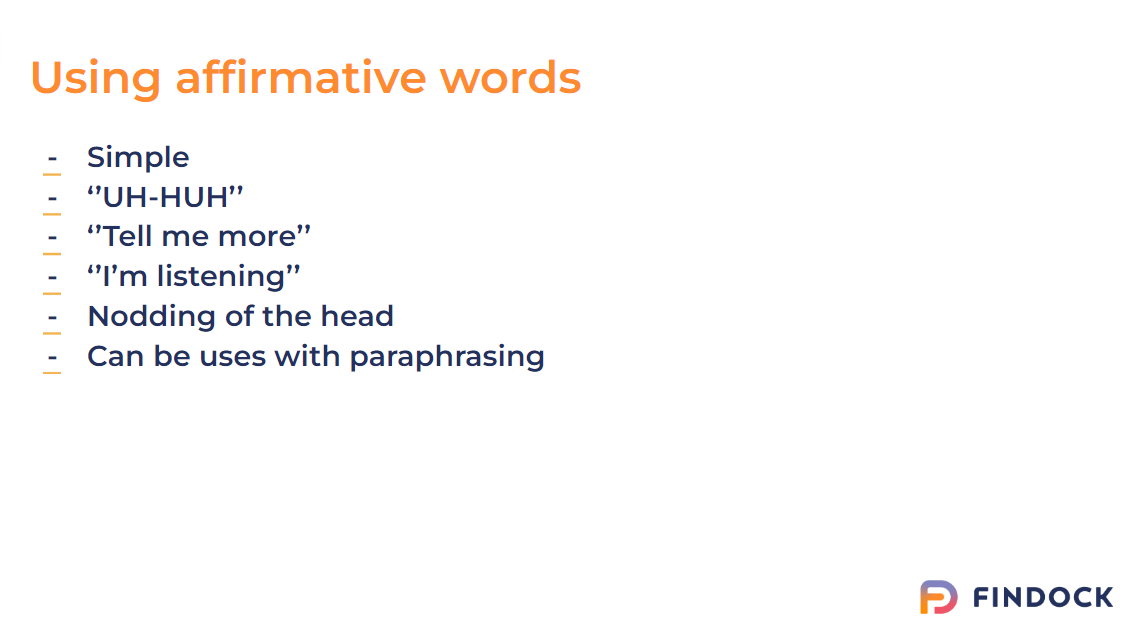 Using affirmative words
- Simple
- ‘’UH-HUH’’
- ‘’Tell me more’’
- ‘’I’m listening’’
- Nodding of the head
- Can be uses with paraphrasing
FINDOCK